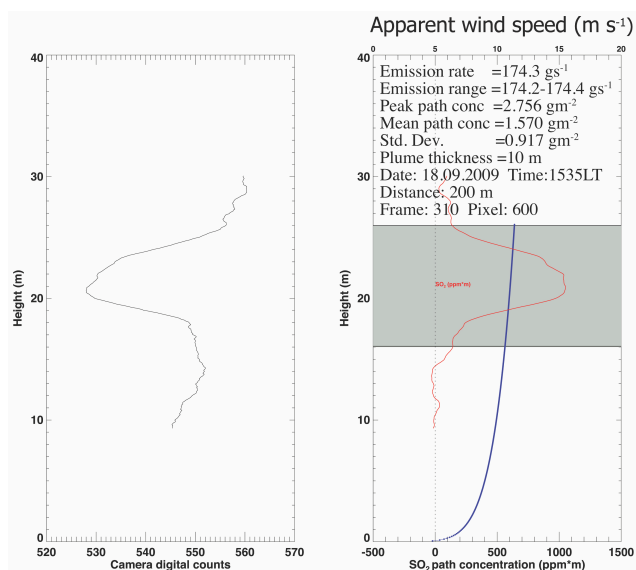 Apparent wind speed (m s-1)
0 5 10 15 20
40
30
20
10
0
Height (m)
520 530 540 550 560 570
Camera digital counts
40
30
20
10
0
Height (m)
Emission rate =174.3 gs-1
Emission range =174.2-174.4 gs-1
Peak path conc =2.756 gm-2
Mean path conc =1.570 gm-2
Std. Dev. =0.917 gm-2
Plume thickness =10 m
Date: 18.09.2009 Time:1535LT
Distance: 200 m
Frame: 310 Pixel: 600
SO2 (ppm*m)
-500 0 500 1000 1500
SO2 path concentration (ppm*m)